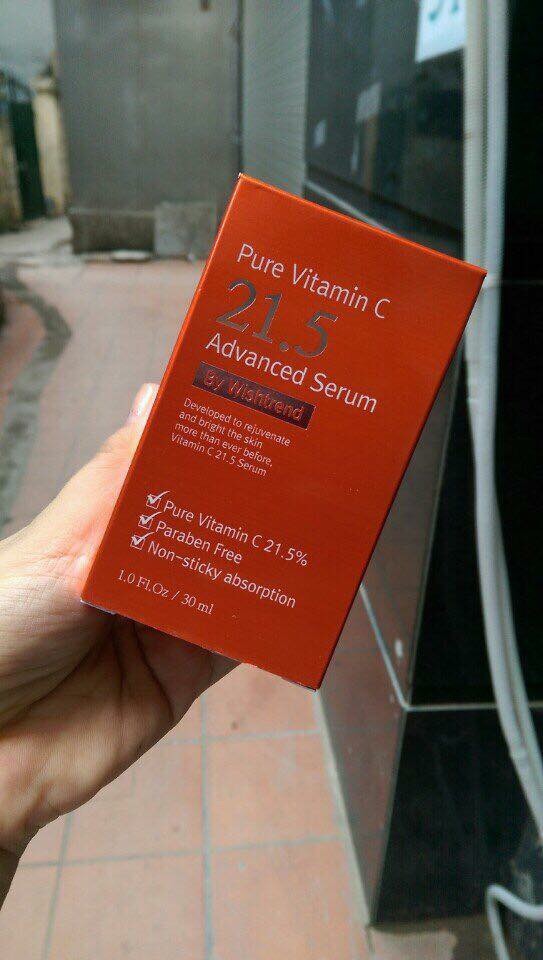 Pure Vitamin C
21.5
Advanced Serum
By Wishtrend
Developed to rejuvenate
and bright the skin
more than ever before,
Vitamin C 21.5 Serum
Pure Vitamin C 21.5%
Paraben Free
Non-sticky absorption
1.0 Fl.Oz / 30 ml